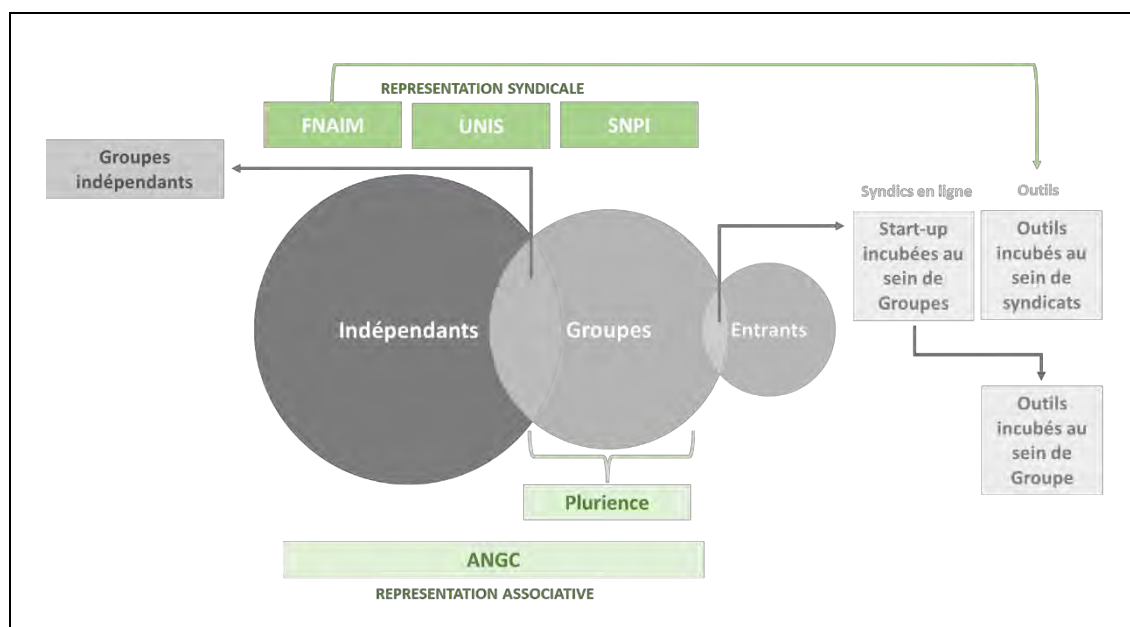 REPRESENTATION SYNDICALE
FNAIM
UNIS
SNPI
Groupes
indépendants
Syndics en ligne
Outils
Start-up
incubées au
sein de
Groupes
Outils
incubés au
sein de
syndicats
Indépendants
Groupes
Entrants
Outils
incubés au
sein de
Groupe
Plurience
ANGC
REPRESENTATION ASSOCIATIVE